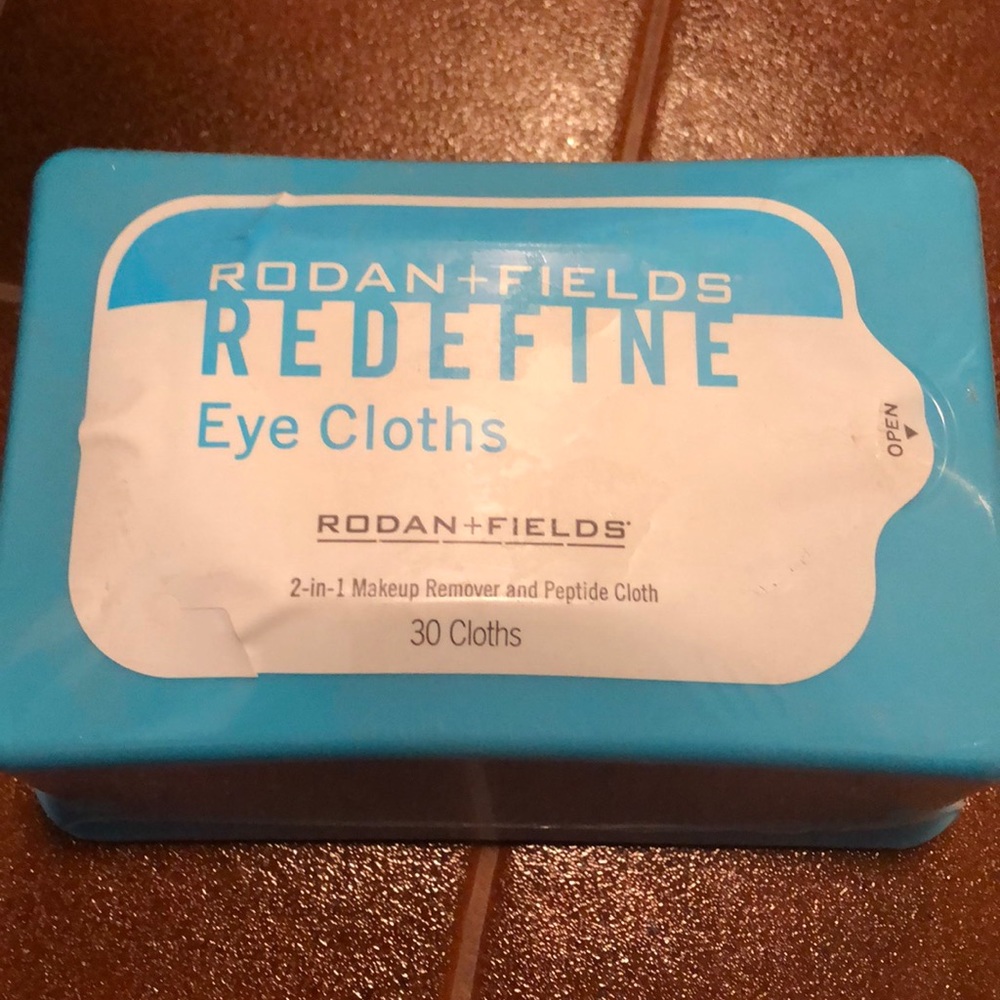 RODAN+FIELDS
REDEFINE
Eye Cloths
OPEN
RODAN+FIELDS
2-in-1 Makeup Remover and Peptide Cloth
30 Cloths